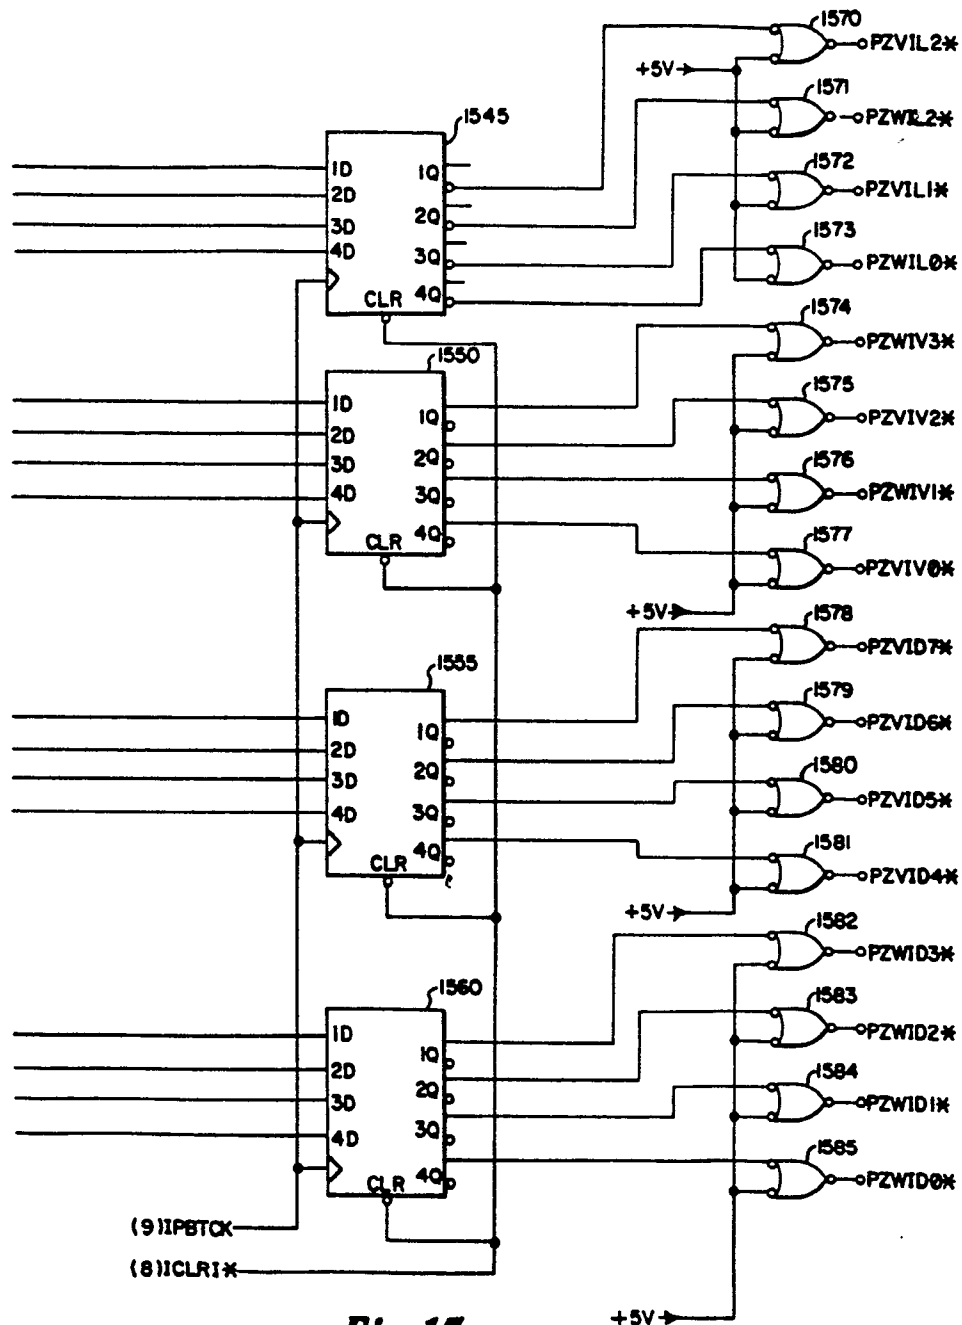 1570
PZVIL2*
+5V
1571
PZWIL2*
1545
1D
2D
3D
4D
1Q
2Q
3Q
4Q
CLR
1572
PZVIL1*
1573
PZWIL0*
1574
PZWIV3*
1550
1D
2D
3D
4D
1Q
2Q
3Q
4Q
CLR
1575
PZVIV2*
1576
PZWIV1*
1577
PZVIV0*
+5V
1578
PZVID7*
1555
1D
2D
3D
4D
1Q
2Q
3Q
4Q
CLR
1579
PZVID6*
1580
PZVID5*
1581
PZVID4*
+5V
1582
PZWID3*
1560
1D
2D
3D
4D
1Q
2Q
3Q
4Q
CLR
1583
PZWID2*
1584
PZWID1*
1585
PZWID0*
(9)IPBTCK
(8)ICLRI*
+5V